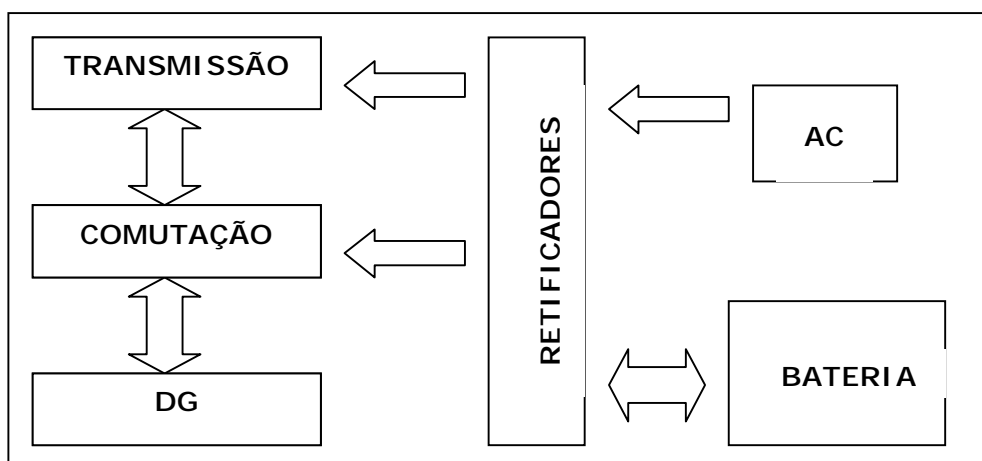 TRANSMISSÃO
COMUTAÇÃO
DG
RETIFICADORES
AC
BATERIA